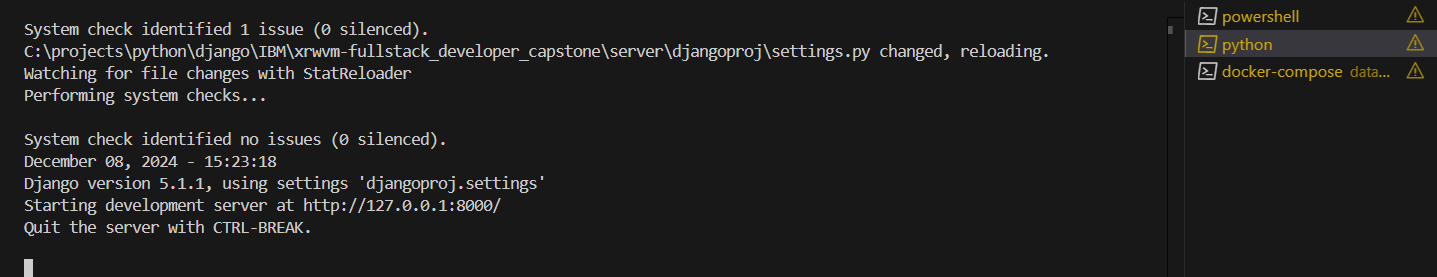 System check identified 1 issue (0 silenced).
C:\projects\python\django\IBM\xrwvm-fullstack_developer_capstone\server\djangoproj\settings.py changed, reloading.
Watching for file changes with StatReloader
Performing system checks...
System check identified no issues (0 silenced).
December 08, 2024 - 15:23:18
Django version 5.1.1, using settings 'djangoproj.settings'
Starting development server at http://127.0.0.1:8000/
Quit the server with CTRL-BREAK.
powershell
python
docker-compose data...